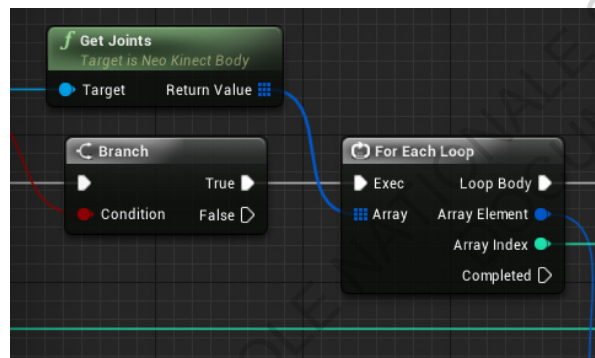 f Get Joints
Target is Neo Kinect Body
Target Return Value
Branch
True
Condition False
For Each Loop
Exec Loop Body
Array Array Element
Array Index
Completed